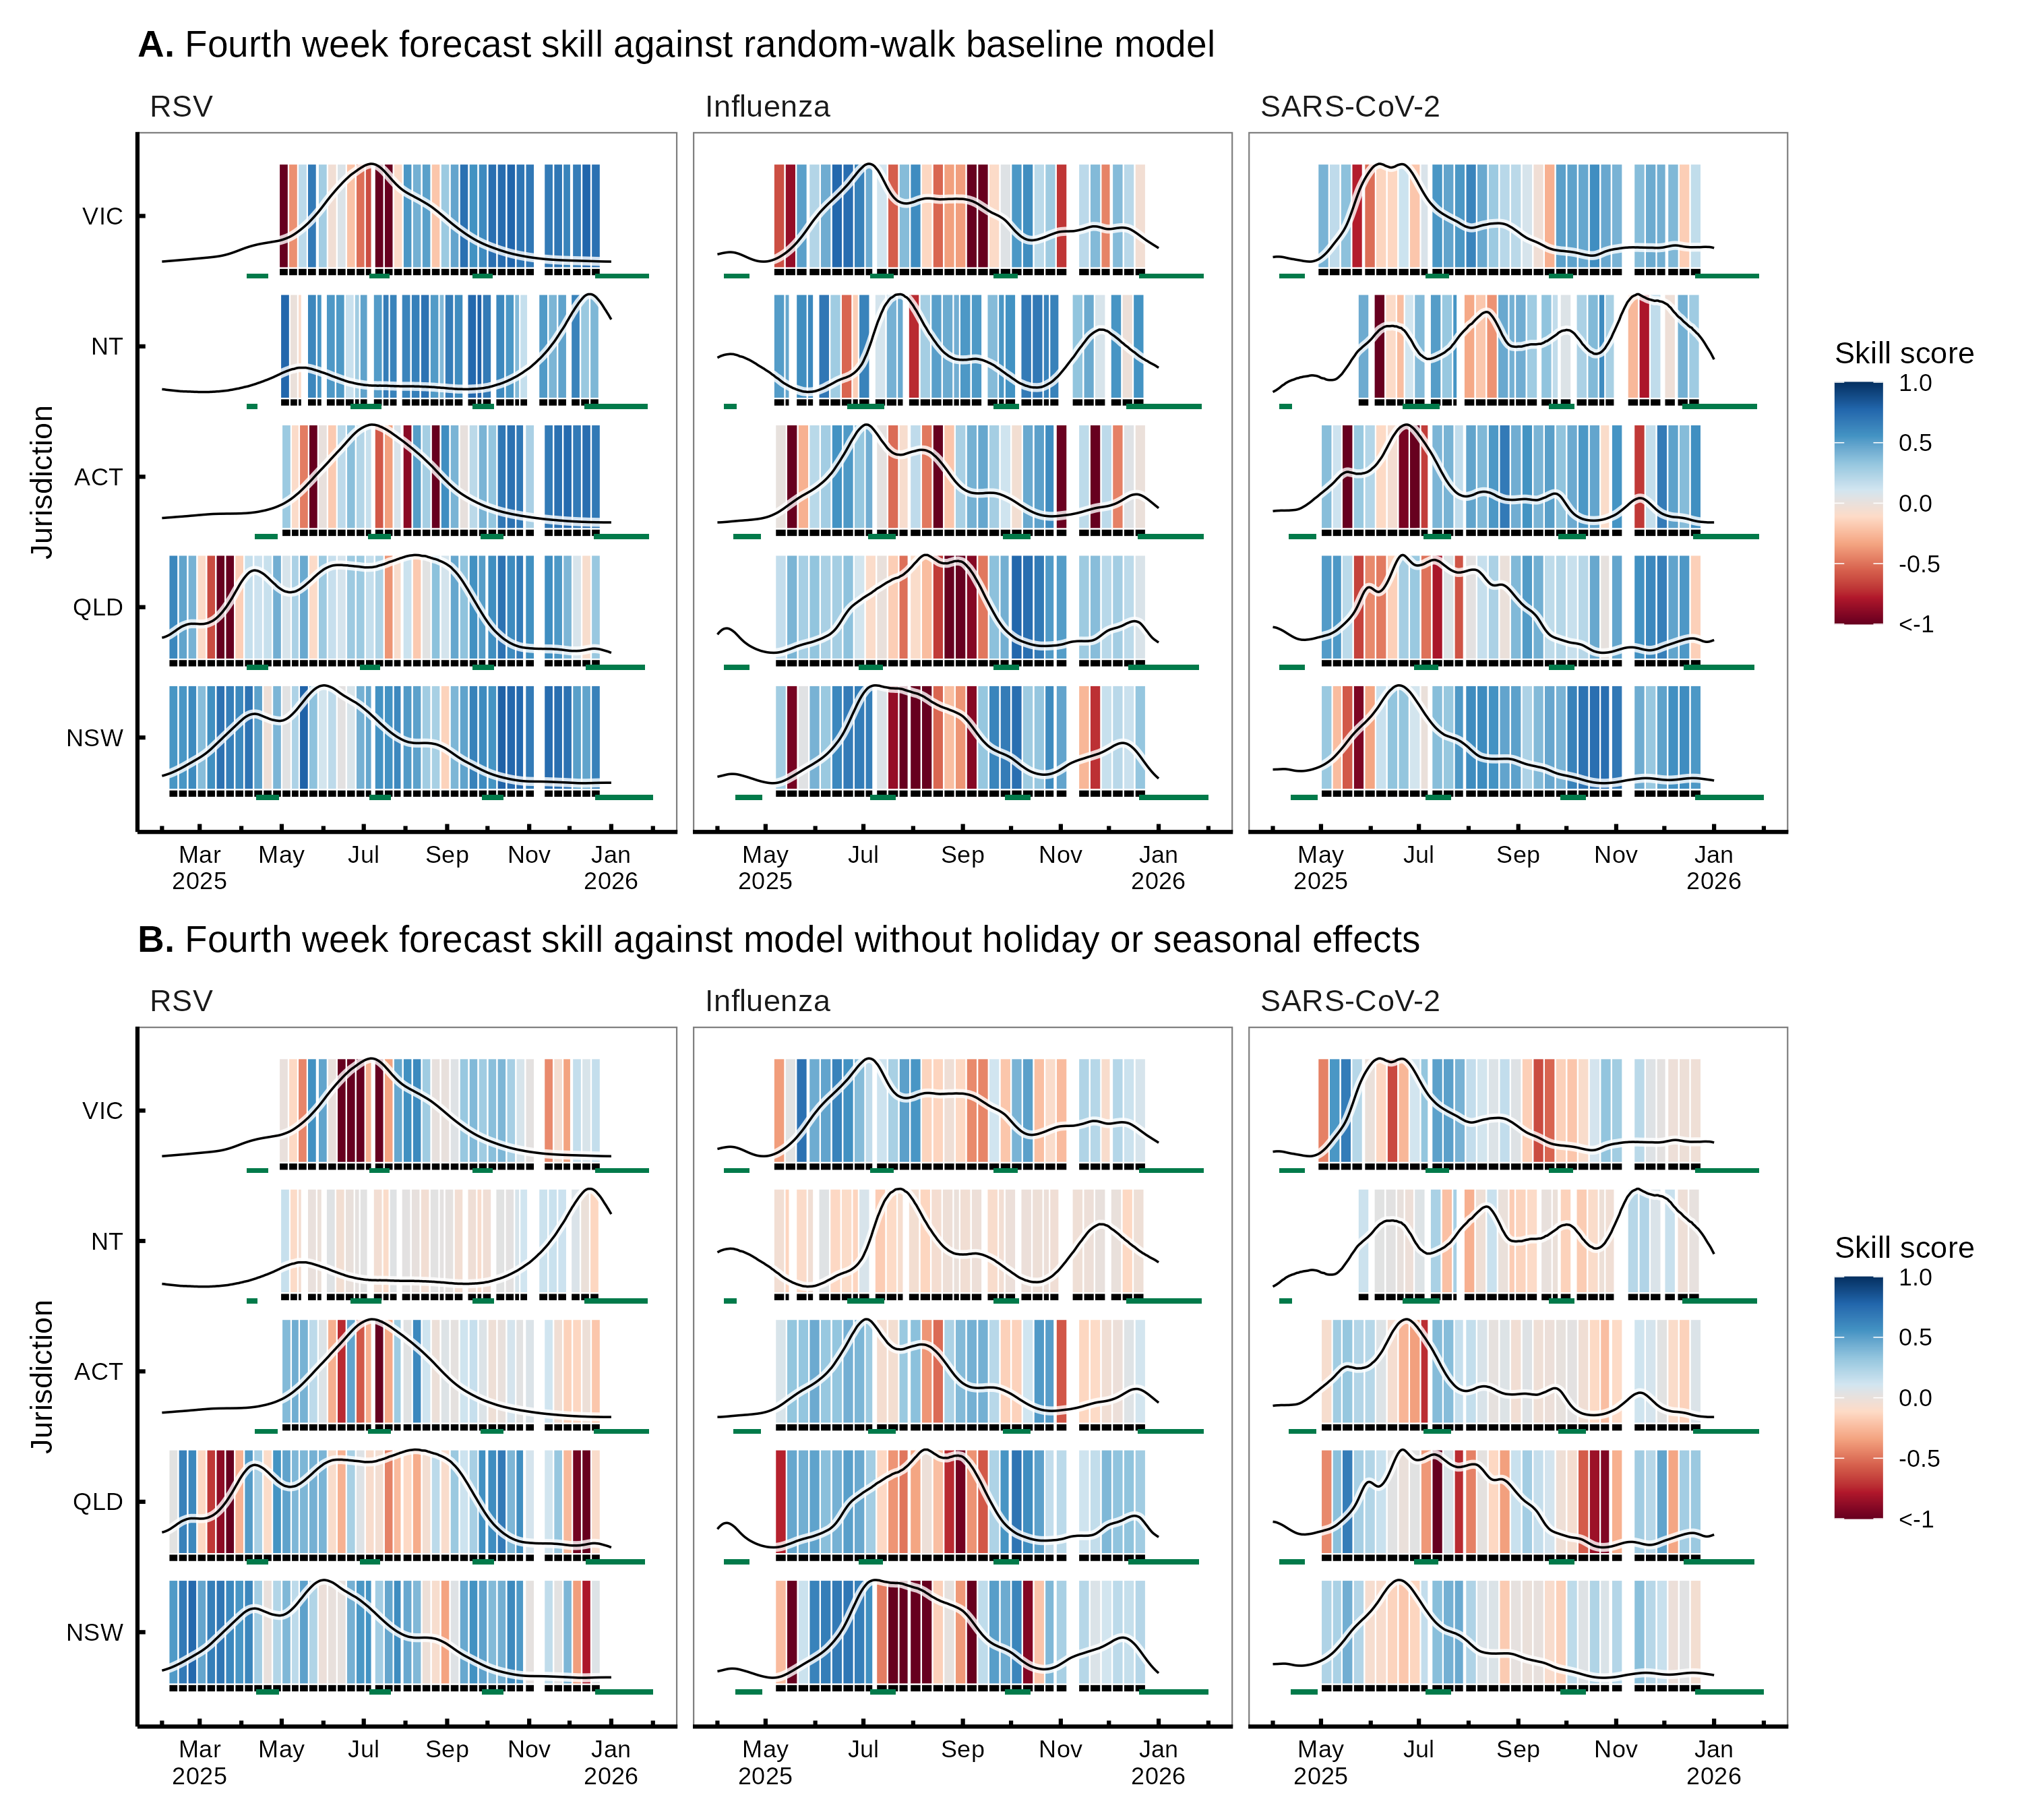 A. Fourth week forecast skill against random-walk baseline model
RSV
Influenza
SARS-CoV-2
Jurisdiction
VIC
NT
ACT
QLD
NSW
Mar May Jul Sep Nov Jan
2025 2026
May Jul Sep Nov Jan
2025 2026
May Jul Sep Nov Jan
2025 2026
Skill score
1.0
0.5
0.0
-0.5
<-1
B. Fourth week forecast skill against model without holiday or seasonal effects
RSV
Influenza
SARS-CoV-2
Jurisdiction
VIC
NT
ACT
QLD
NSW
Mar May Jul Sep Nov Jan
2025 2026
May Jul Sep Nov Jan
2025 2026
May Jul Sep Nov Jan
2025 2026
Skill score
1.0
0.5
0.0
-0.5
<-1